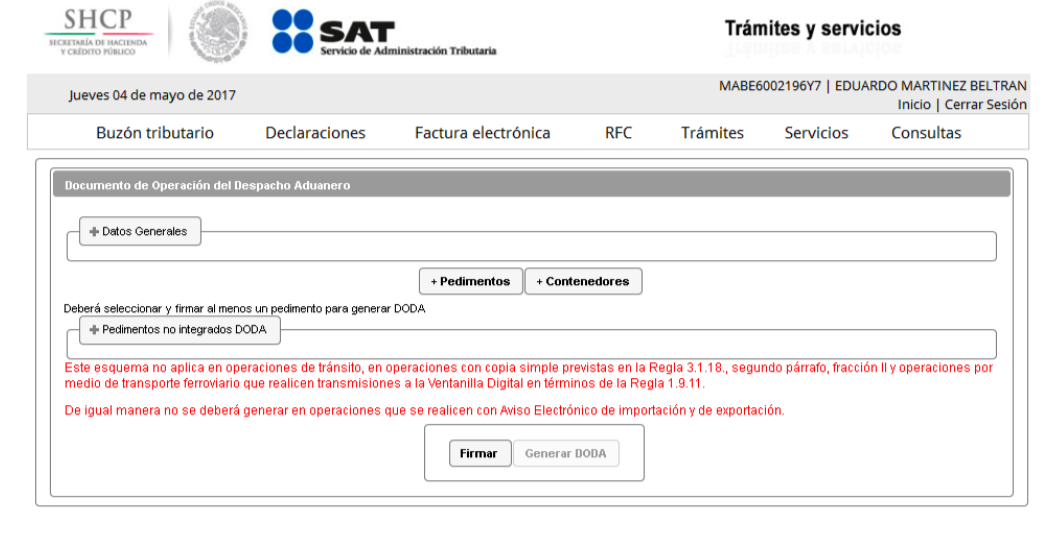 SHCP
SECRETARÍA DE HACIENDA
Y CRÉDITO PÚBLICO
SAT
Servicio de Administración Tributaria
Trámites y servicios
Jueves 04 de mayo de 2017
MABE6002196Y7 | EDUARDO MARTINEZ BELTRAN
Inicio | Cerrar Sesión
Buzón tributario Declaraciones Factura electrónica RFC Trámites Servicios Consultas
Documento de Operación del Despacho Aduanero
+ Datos Generales
+ Pedimentos + Contenedores
Deberá seleccionar y firmar al menos un pedimento para generar DODA
+ Pedimentos no integrados DODA
Este esquema no aplica en operaciones de tránsito, en operaciones con copia simple previstas en la Regla 3.1.18., segundo párrafo, fracción II y operaciones por
medio de transporte ferroviario que realicen transmisiones a la Ventanilla Digital en términos de la Regla 1.9.11.
De igual manera no se deberá generar en operaciones que se realicen con Aviso Electrónico de importación y de exportación.
Firmar Generar DODA